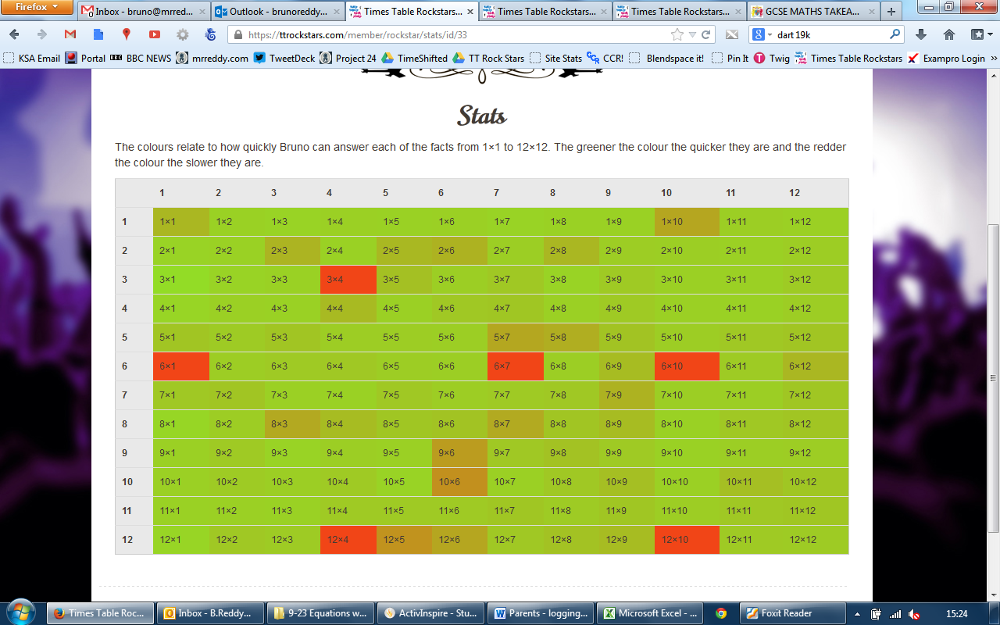 Firefox
Inbox - bruno@mrred...
Outlook - brunoreddy...
Times Table Rockstars...
Times Table Rockstars...
Times Table Rockstars...
GCSE MATHS TAKEA...
https://ttrockstars.com/member/rockstar/stats/id/33
dart 19k
KSA Email Portal BBC NEWS mrreddy.com TweetDeck Project 24 TimeShifted TT Rock Stars Site Stats CCR! Blendspace it! Pin It Twig Times Table Rockstars Exampro Login »
Stats
The colours relate to how quickly Bruno can answer each of the facts from 1×1 to 12×12. The greener the colour the quicker they are and the redder
the colour the slower they are.
1 2 3 4 5 6 7 8 9 10 11 12
1 1×1 1×2 1×3 1×4 1×5 1×6 1×7 1×8 1×9 1×10 1×11 1×12
2 2×1 2×2 2×3 2×4 2×5 2×6 2×7 2×8 2×9 2×10 2×11 2×12
3 3×1 3×2 3×3 3×4 3×5 3×6 3×7 3×8 3×9 3×10 3×11 3×12
4 4×1 4×2 4×3 4×4 4×5 4×6 4×7 4×8 4×9 4×10 4×11 4×12
5 5×1 5×2 5×3 5×4 5×5 5×6 5×7 5×8 5×9 5×10 5×11 5×12
6 6×1 6×2 6×3 6×4 6×5 6×6 6×7 6×8 6×9 6×10 6×11 6×12
7 7×1 7×2 7×3 7×4 7×5 7×6 7×7 7×8 7×9 7×10 7×11 7×12
8 8×1 8×2 8×3 8×4 8×5 8×6 8×7 8×8 8×9 8×10 8×11 8×12
9 9×1 9×2 9×3 9×4 9×5 9×6 9×7 9×8 9×9 9×10 9×11 9×12
10 10×1 10×2 10×3 10×4 10×5 10×6 10×7 10×8 10×9 10×10 10×11 10×12
11 11×1 11×2 11×3 11×4 11×5 11×6 11×7 11×8 11×9 11×10 11×11 11×12
12 12×1 12×2 12×3 12×4 12×5 12×6 12×7 12×8 12×9 12×10 12×11 12×12
Times Table Roc... Inbox - B.Reddy... 9-23 Equations w... ActivInspire - Stu... Parents - logging... Microsoft Excel - ... Foxit Reader 15:24